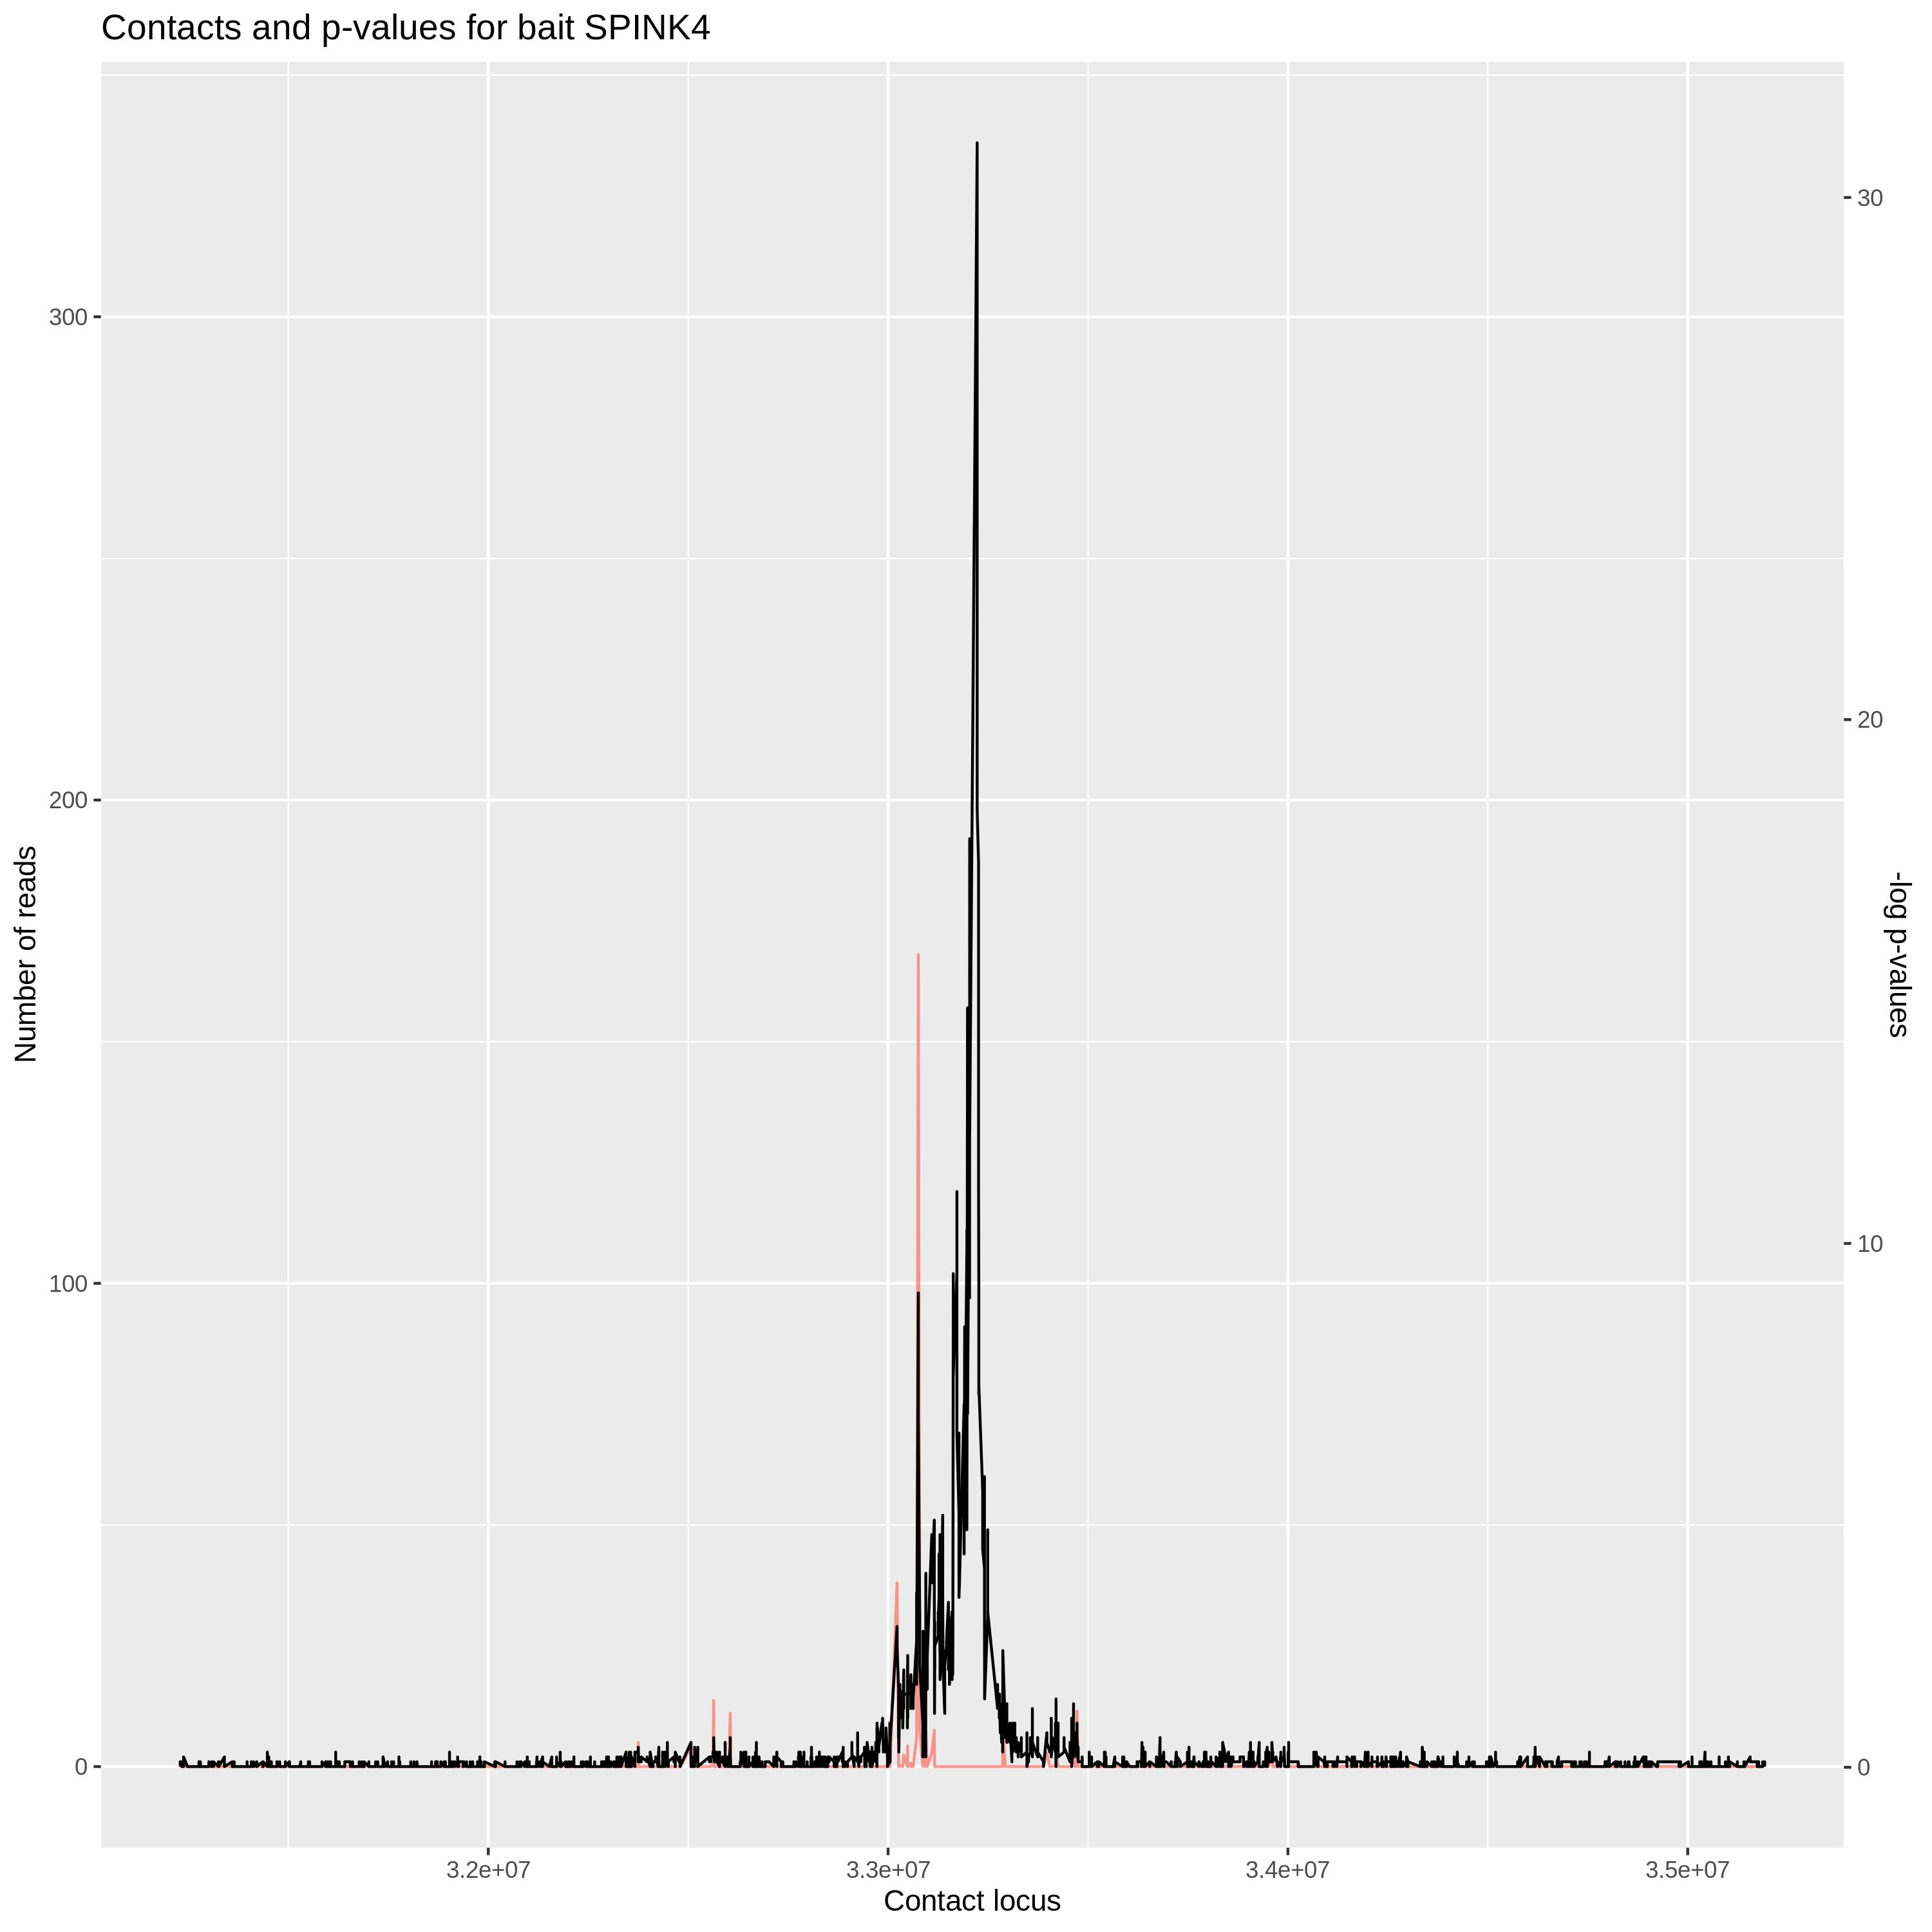 Contacts and p-values for bait SPINK4
Number of reads
300
200
100
0
30
20
10
0
-log p-values
3.2e+07
3.3e+07
3.4e+07
3.5e+07
Contact locus